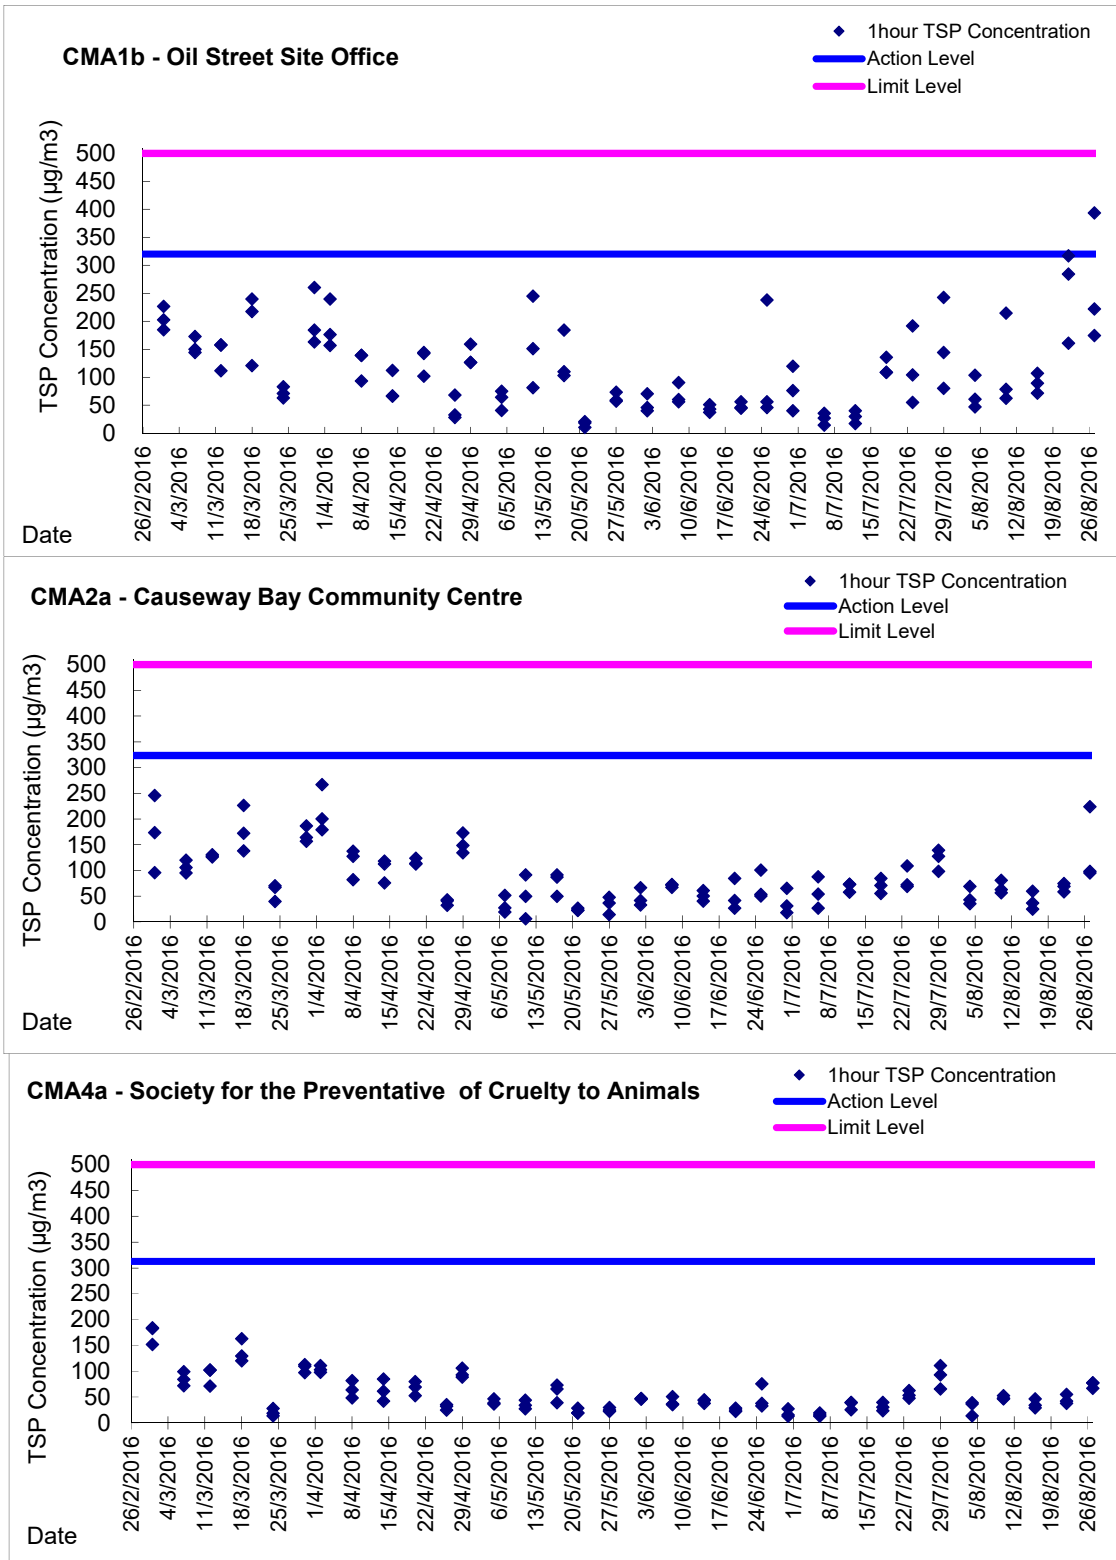 CMA1b - Oil Street Site Office
1hour TSP Concentration
Action Level
Limit Level
TSP Concentration (µg/m3)
500
450
400
350
300
250
200
150
100
50
0
26/2/2016 4/3/2016 11/3/2016 18/3/2016 25/3/2016 1/4/2016 8/4/2016 15/4/2016 22/4/2016 29/4/2016 6/5/2016 13/5/2016 20/5/2016 27/5/2016 3/6/2016 10/6/2016 17/6/2016 24/6/2016 1/7/2016 8/7/2016 15/7/2016 22/7/2016 29/7/2016 5/8/2016 12/8/2016 19/8/2016 26/8/2016
Date
CMA2a - Causeway Bay Community Centre
1hour TSP Concentration
Action Level
Limit Level
TSP Concentration (µg/m3)
500
450
400
350
300
250
200
150
100
50
0
26/2/2016 4/3/2016 11/3/2016 18/3/2016 25/3/2016 1/4/2016 8/4/2016 15/4/2016 22/4/2016 29/4/2016 6/5/2016 13/5/2016 20/5/2016 27/5/2016 3/6/2016 10/6/2016 17/6/2016 24/6/2016 1/7/2016 8/7/2016 15/7/2016 22/7/2016 29/7/2016 5/8/2016 12/8/2016 19/8/2016 26/8/2016
Date
CMA4a - Society for the Preventative  of Cruelty to Animals
1hour TSP Concentration
Action Level
Limit Level
TSP Concentration (µg/m3)
500
450
400
350
300
250
200
150
100
50
0
26/2/2016 4/3/2016 11/3/2016 18/3/2016 25/3/2016 1/4/2016 8/4/2016 15/4/2016 22/4/2016 29/4/2016 6/5/2016 13/5/2016 20/5/2016 27/5/2016 3/6/2016 10/6/2016 17/6/2016 24/6/2016 1/7/2016 8/7/2016 15/7/2016 22/7/2016 29/7/2016 5/8/2016 12/8/2016 19/8/2016 26/8/2016
Date